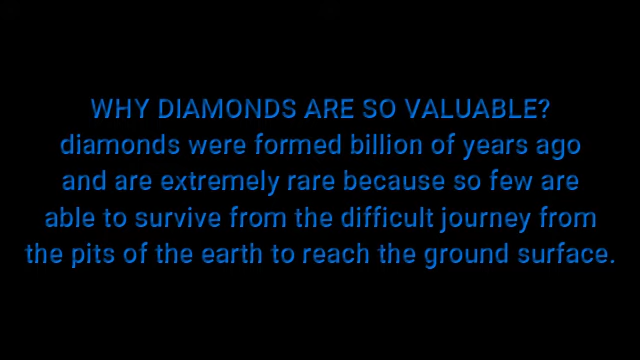 WHY DIAMONDS ARE SO VALUABLE?
diamonds were formed billion of years ago
and are extremely rare because so few are
able to survive from the difficult journey from
the pits of the earth to reach the ground surface.